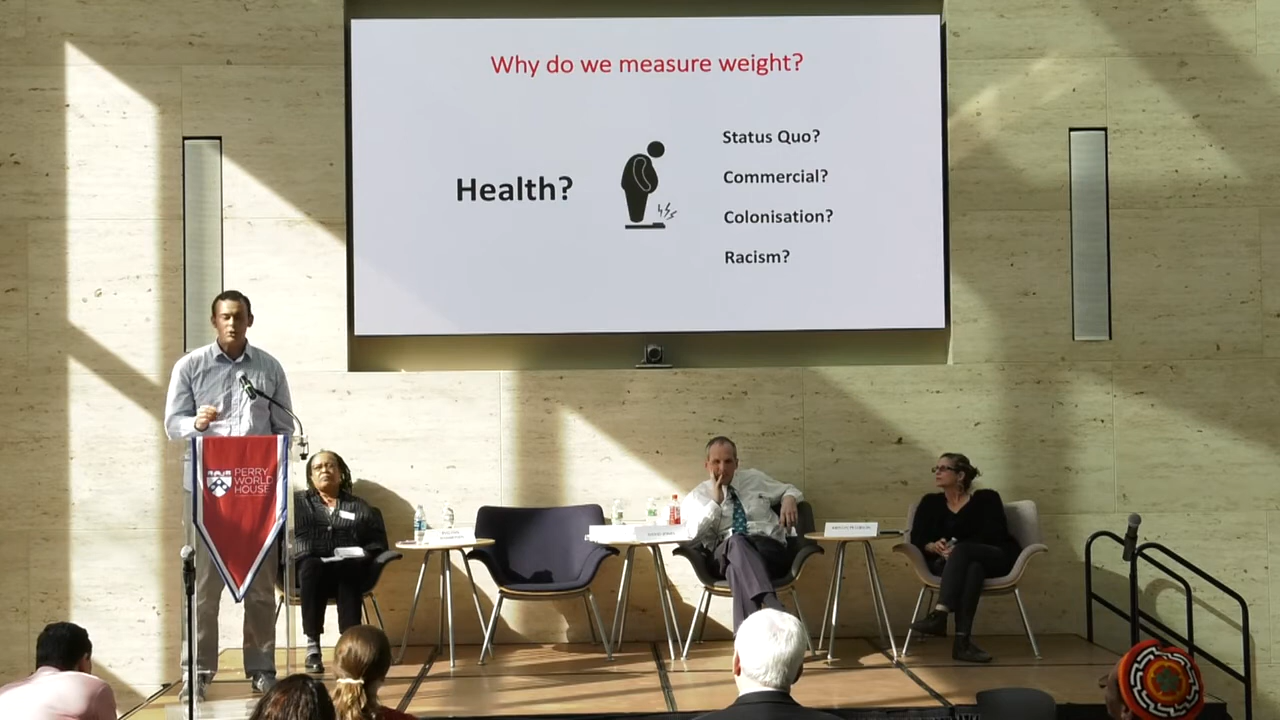 Why do we measure weight?
Health?
Status Quo?
Commercial?
Colonisation?
Racism?
PERRY
WORLD
HOUSE